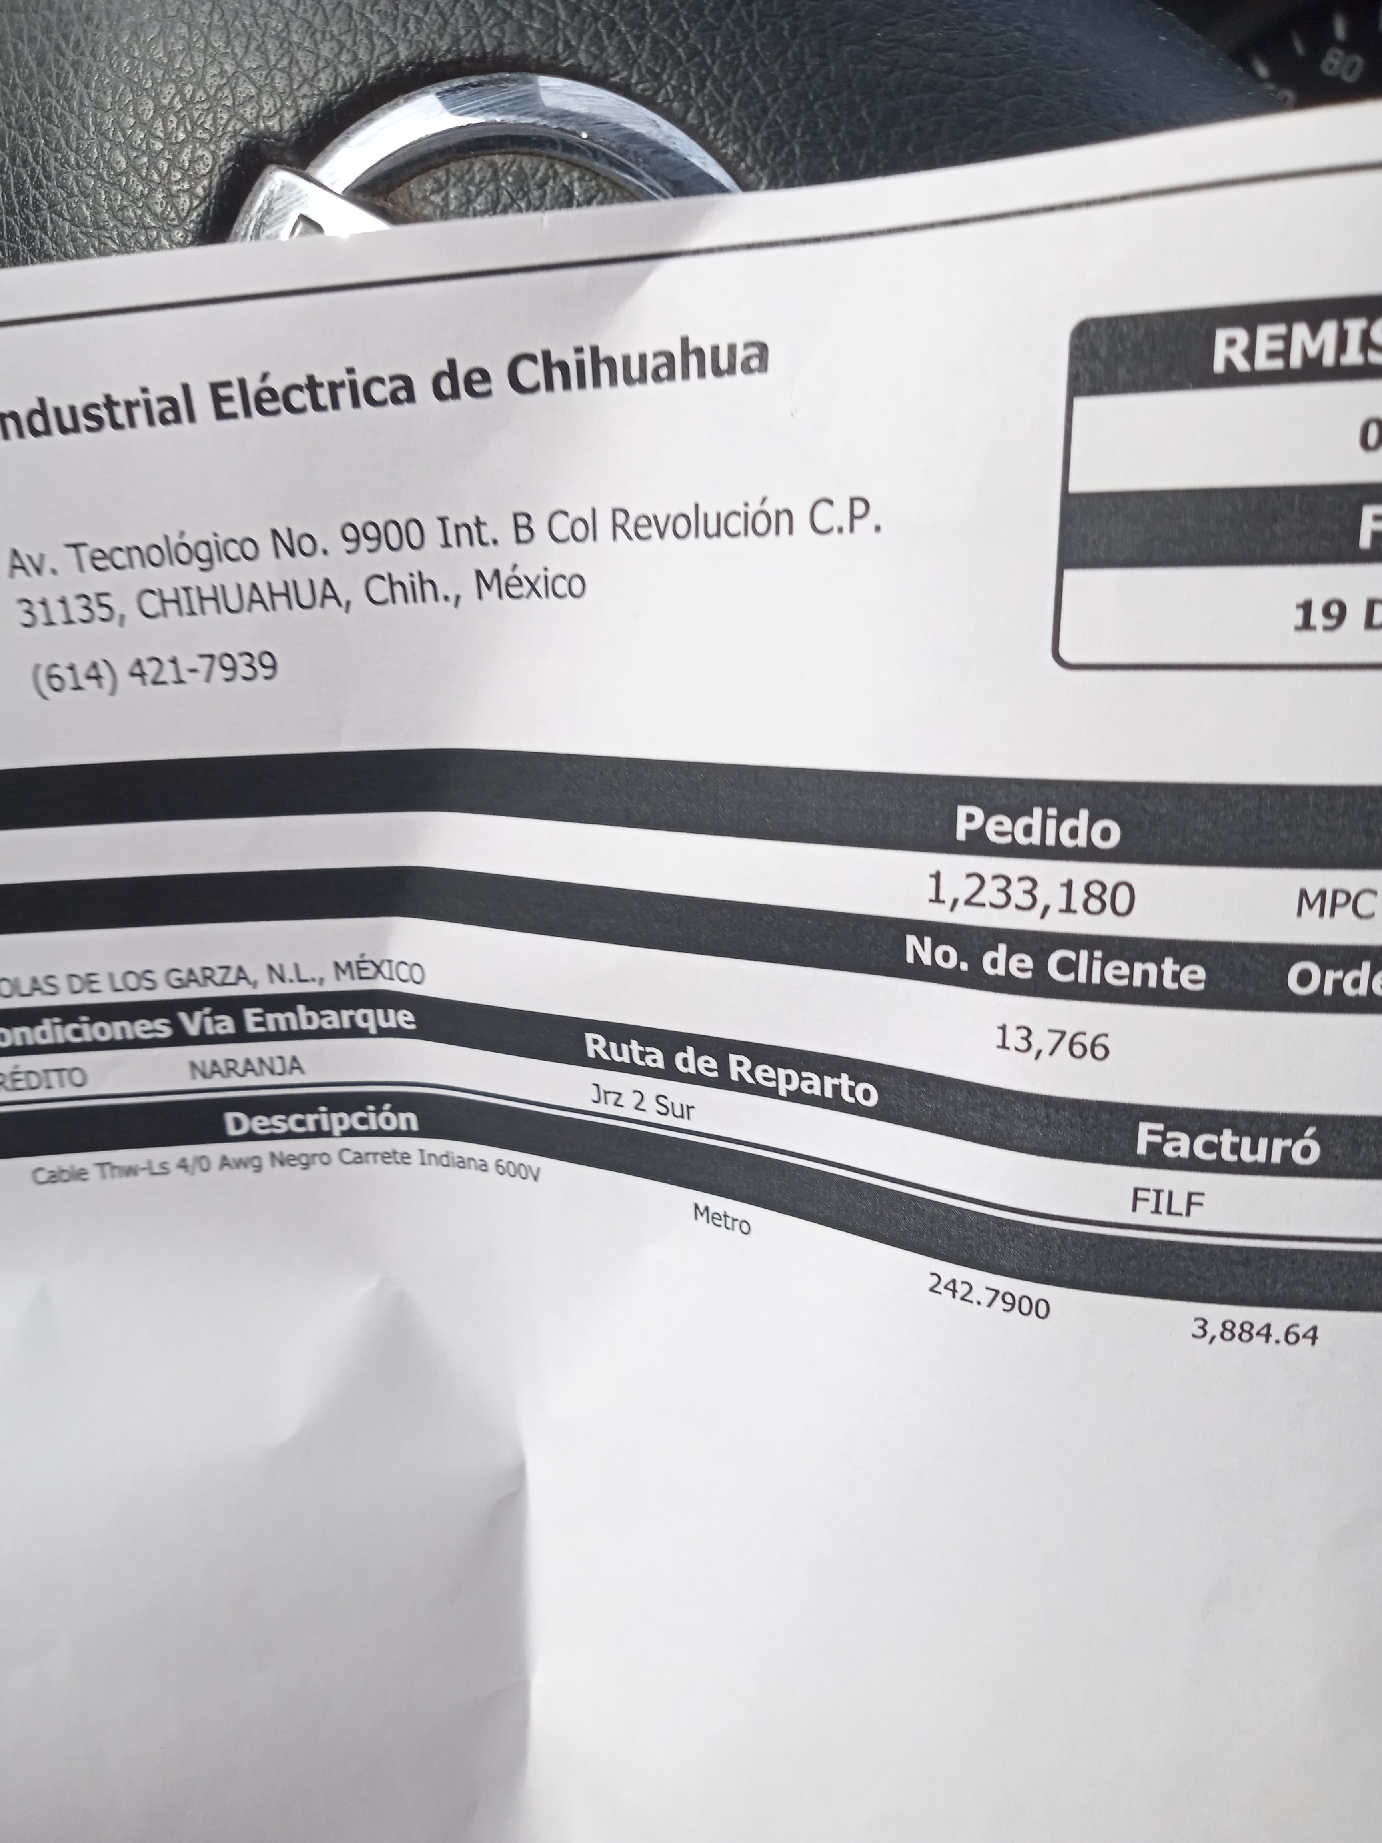 80
ndustrial Eléctrica de Chihuahua
REMIS
0
Av. Tecnológico No. 9900 Int. B Col Revolución C.P.
31135, CHIHUAHUA, Chih., México
F
19 D
(614) 421-7939
Pedido
1,233,180 MPC
No. de Cliente Orde
OLAS DE LOS GARZA, N.L., MÉXICO
13,766
ondiciones Vía Embarque Ruta de Reparto Facturó
RÉDITO NARANJA Jrz 2 Sur FILF
Descripción
Cable Thw-Ls 4/0 Awg Negro Carrete Indiana 600V Metro 242.7900 3,884.64